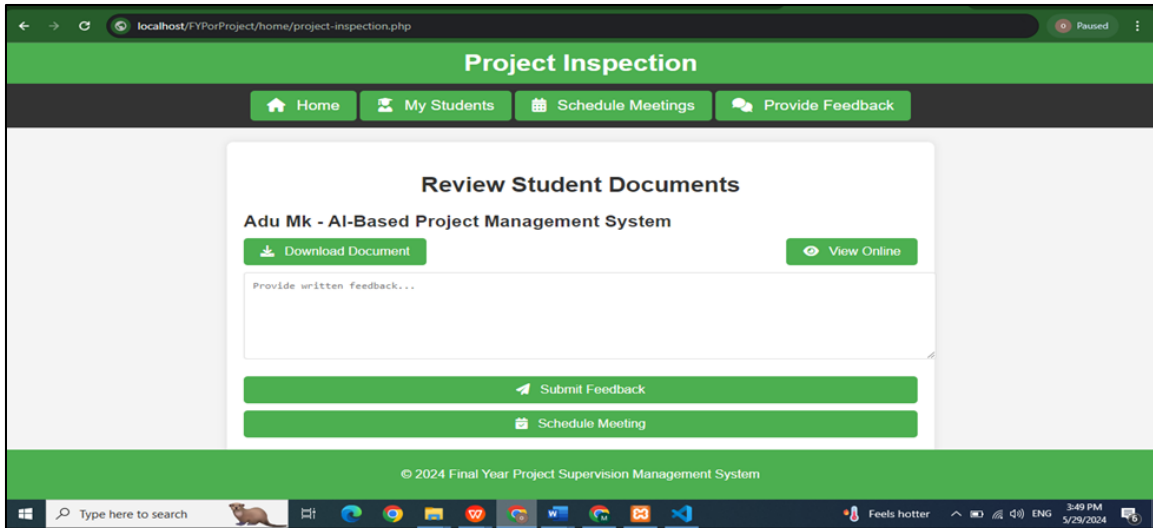 localhost/FYPorProject/home/project-inspection.php
Paused
Project Inspection
Home My Students Schedule Meetings Provide Feedback
Review Student Documents
Adu Mk - AI-Based Project Management System
Download Document View Online
Provide written feedback...
Submit Feedback
Schedule Meeting
© 2024 Final Year Project Supervision Management System
Type here to search Feels hotter ENG 3:49 PM
5/29/2024 6